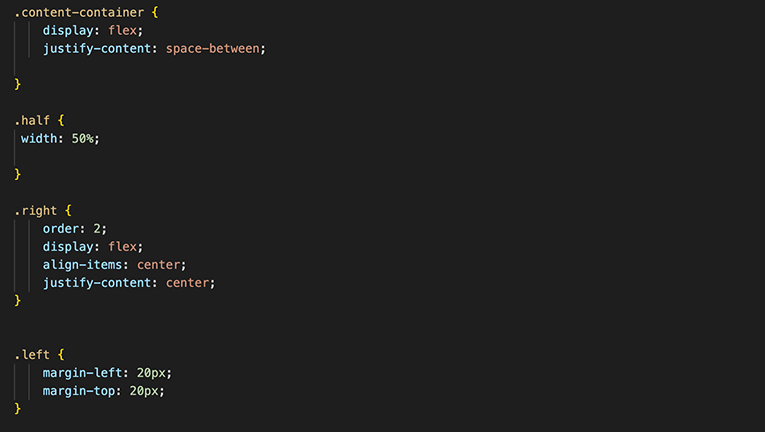 .content-container {
display: flex;
justify-content: space-between;
}
.half {
width: 50%;
}
.right {
order: 2;
display: flex;
align-items: center;
justify-content: center;
}
.left {
margin-left: 20px;
margin-top: 20px;
}